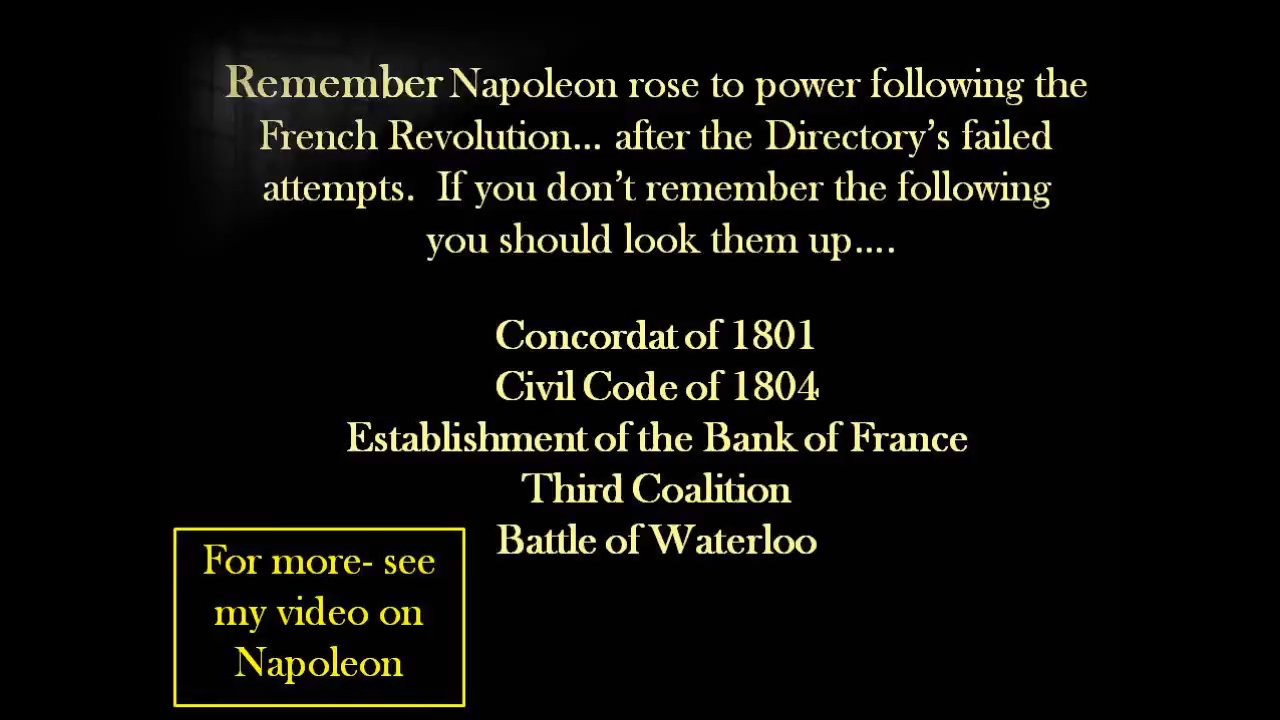 Remember Napoleon rose to power following the
French Revolution... after the Directory's failed
attempts.  If you don't remember the following
you should look them up....
Concordat of 1801
Civil Code of 1804
Establishment of the Bank of France
Third Coalition
Battle of Waterloo
For more- see
my video on
Napoleon